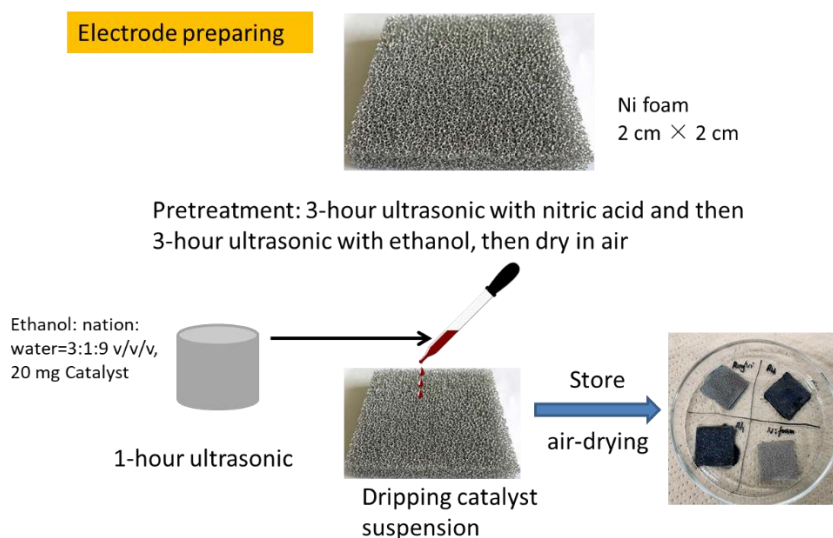 Electrode preparing
Ni foam
2 cm × 2 cm
Pretreatment: 3-hour ultrasonic with nitric acid and then
3-hour ultrasonic with ethanol, then dry in air
Ethanol: nation:
water=3:1:9 v/v/v,
20 mg Catalyst
1-hour ultrasonic
Dripping catalyst
suspension
Store
air-drying
Ni foam